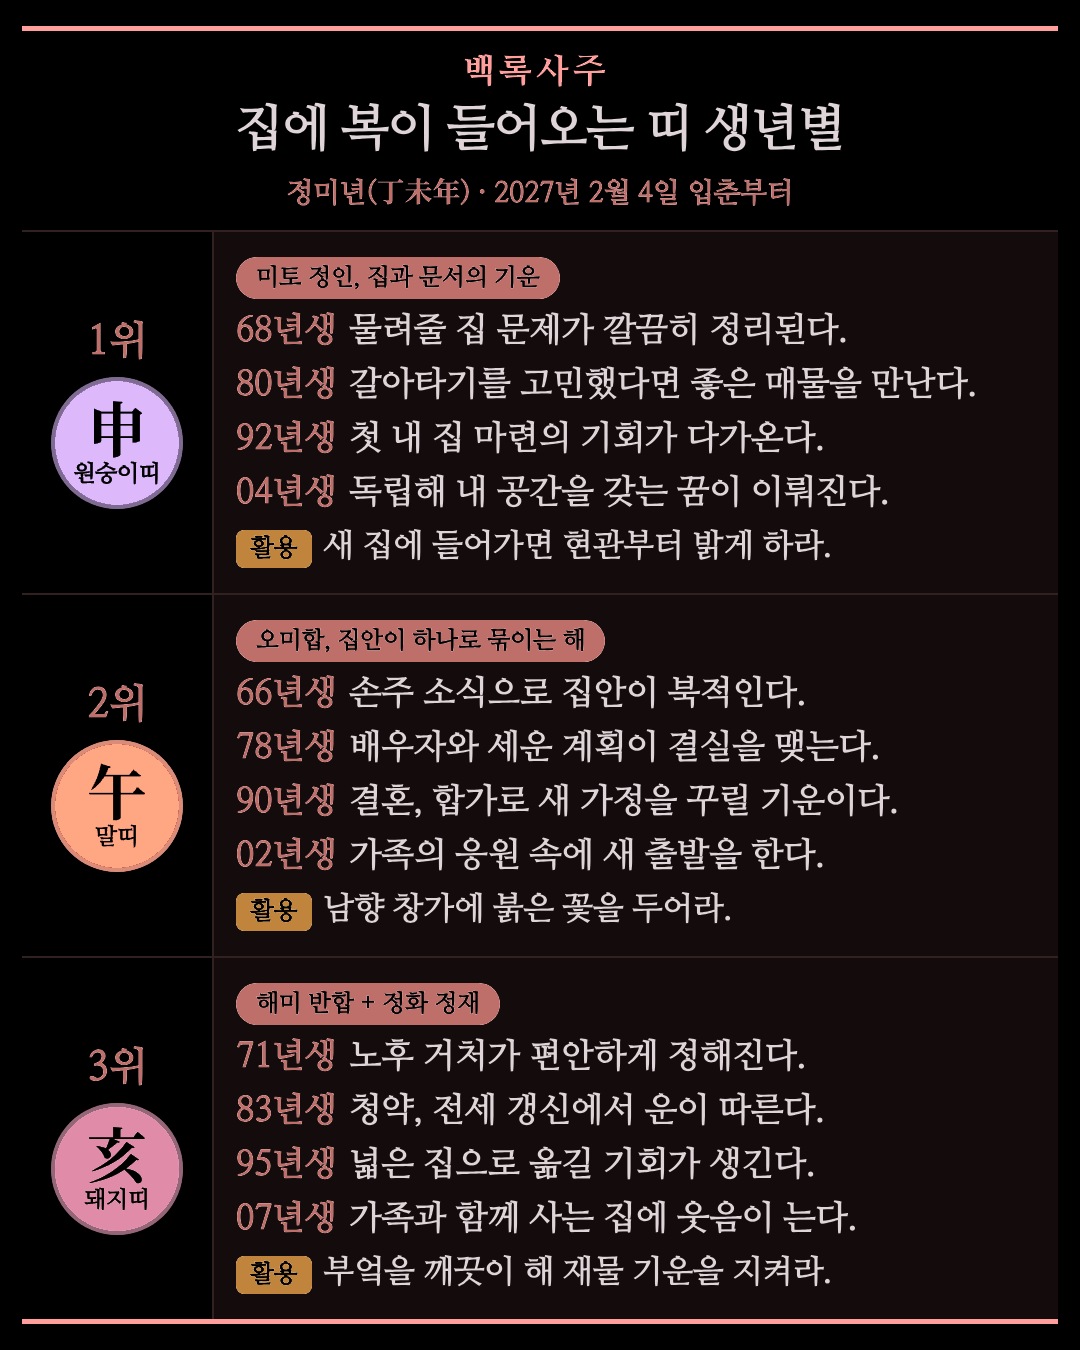 백록사주
집에 복이 들어오는 띠 생년별
정미년(丁未年) · 2027년 2월 4일 입춘부터
1위
申
원숭이띠
미토 정인, 집과 문서의 기운
68년생 물려줄 집 문제가 깔끔히 정리된다.
80년생 갈아타기를 고민했다면 좋은 매물을 만난다.
92년생 첫 내 집 마련의 기회가 다가온다.
04년생 독립해 내 공간을 갖는 꿈이 이뤄진다.
활용 새 집에 들어가면 현관부터 밝게 하라.
2위
午
말띠
오미합, 집안이 하나로 묶이는 해
66년생 손주 소식으로 집안이 북적인다.
78년생 배우자와 세운 계획이 결실을 맺는다.
90년생 결혼, 합가로 새 가정을 꾸릴 기운이다.
02년생 가족의 응원 속에 새 출발을 한다.
활용 남향 창가에 붉은 꽃을 두어라.
3위
亥
돼지띠
해미 반합 + 정화 정재
71년생 노후 거처가 편안하게 정해진다.
83년생 청약, 전세 갱신에서 운이 따른다.
95년생 넓은 집으로 옮길 기회가 생긴다.
07년생 가족과 함께 사는 집에 웃음이 는다.
활용 부엌을 깨끗이 해 재물 기운을 지켜라.